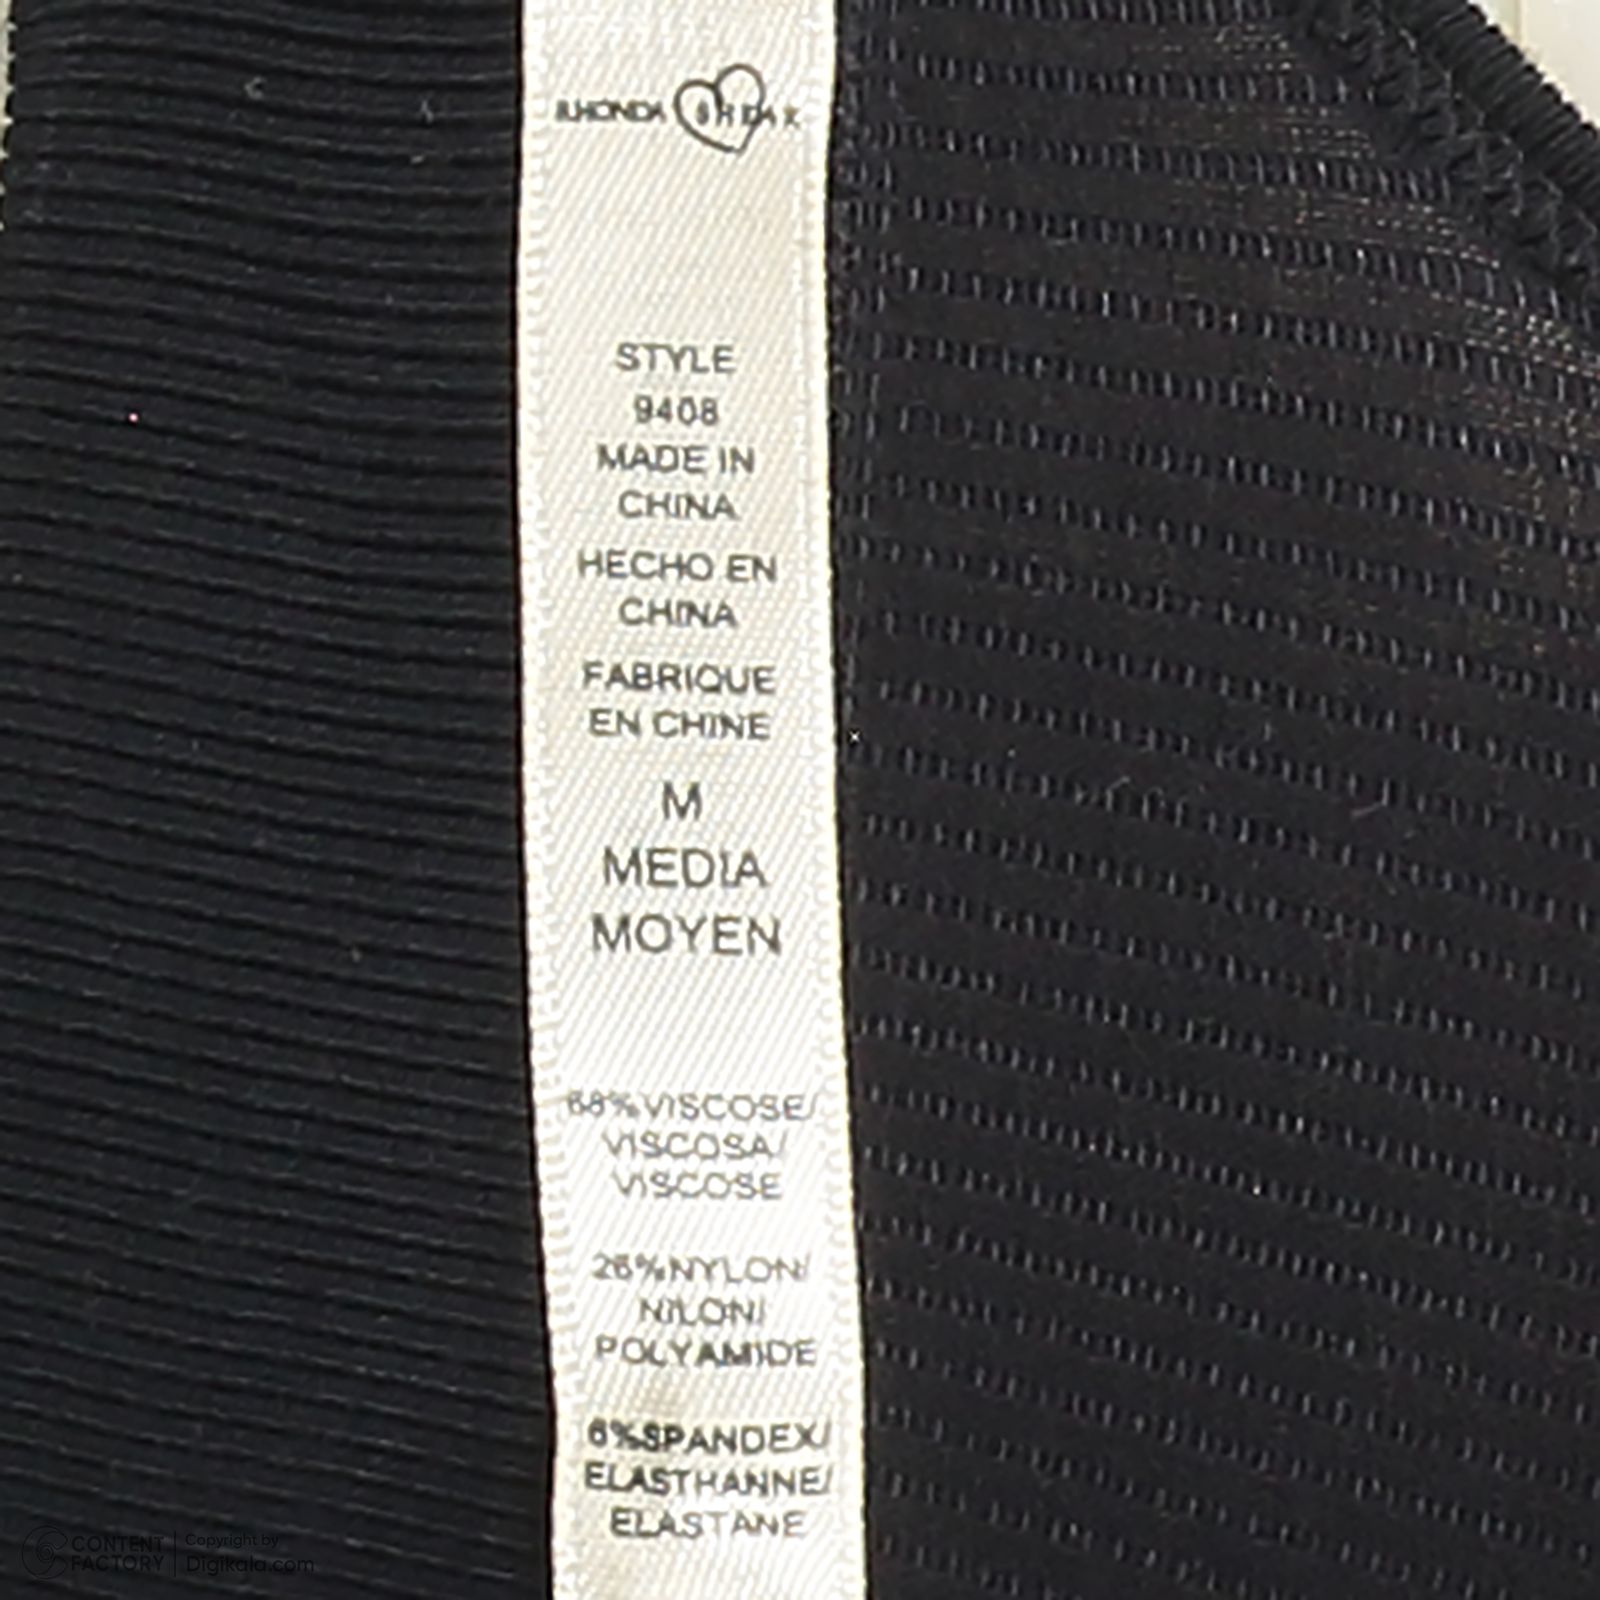 STYLE
9408
MADE IN
CHINA
HECHO EN
CHINA
FABRIQUE
EN CHINE
M
MEDIA
MOYEN
68% VISCOSE/
VISCOSA/
VISCOSE
26% NYLON/
NILON/
POLYAMIDE
6% SPANDEX/
ELASTHANNE/
ELASTANE
CONTENT
FACTORY
Copyright by
Digikala.com